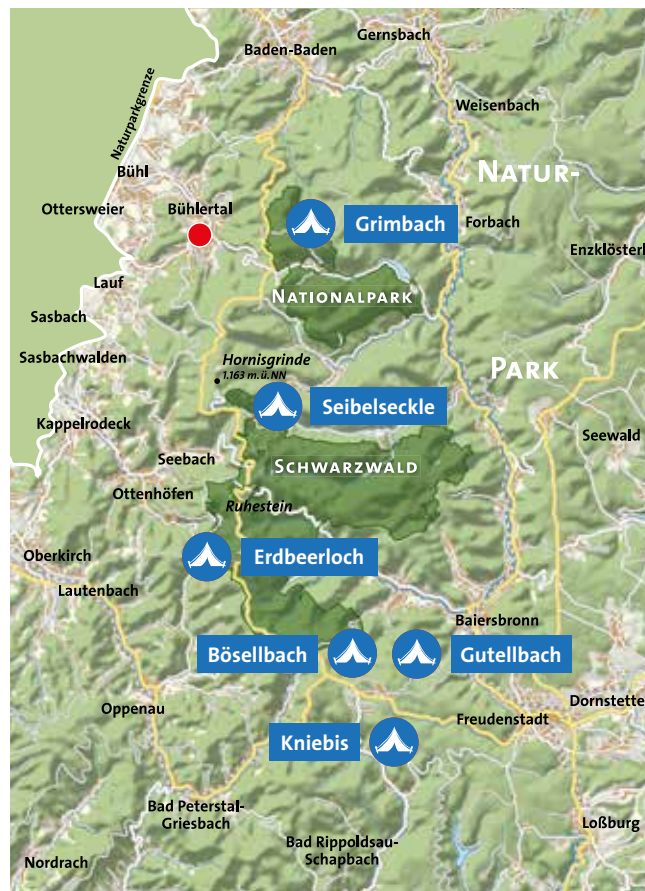 Gernsbach
Baden-Baden
Naturparkgrenze
Weisenbach
Bühl
NATUR-
Ottersweier
Bühlertal
Grimbach
Forbach
Enzklösterl
Lauf
NATIONALPARK
Sasbach
Sasbachwalden
Hornisgrinde
1.163 m.ü.NN
PARK
Seibelseckle
Kappelrodeck
Seewald
Seebach
SCHWARZWALD
Ottenhöfen
Ruhestein
Oberkirch
Erdbeerloch
Lautenbach
Baiersbronn
Bösellbach
Gutellbach
Oppenau
Dornstette
Freudenstadt
Kniebis
Bad Peterstal-
Griesbach
Loßburg
Bad Rippoldsau-
Schapbach
Nordrach